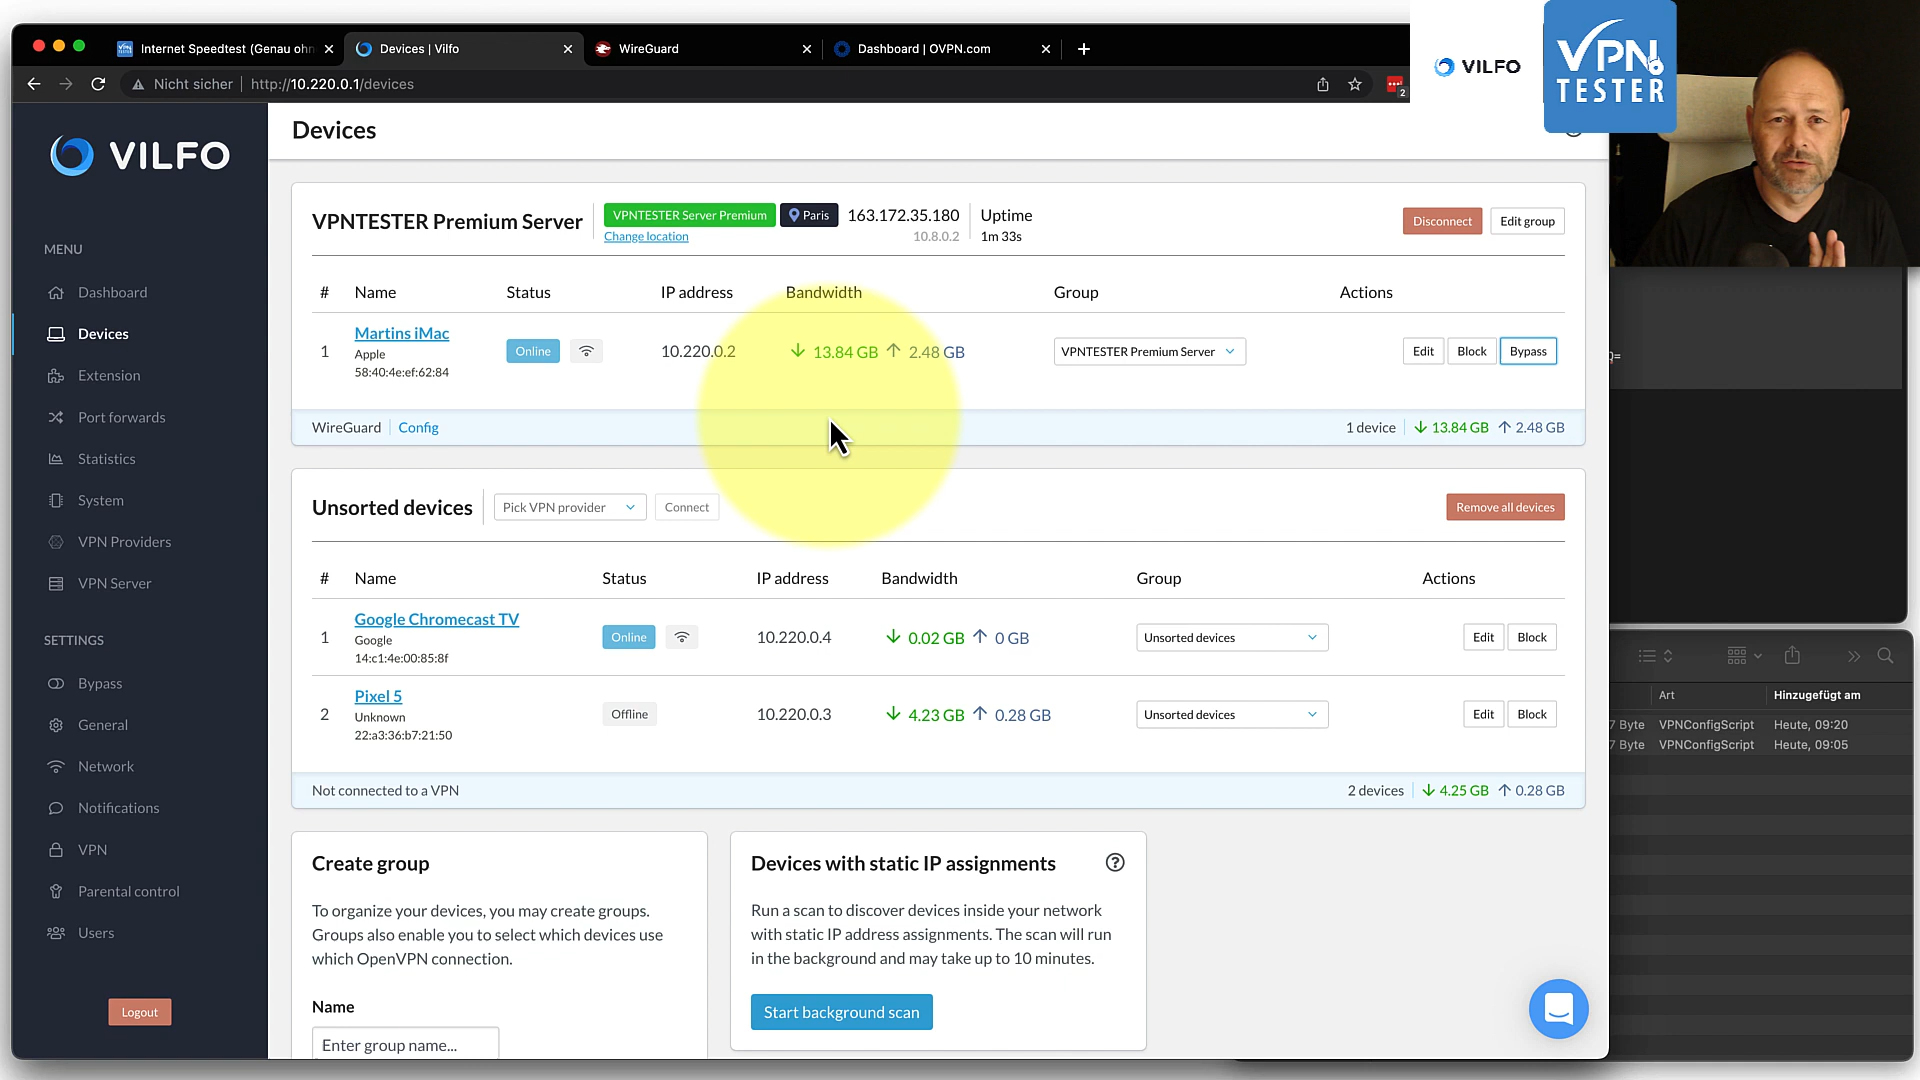 Internet Speedtest (Genau ohn
Devices | Vilfo
WireGuard
Dashboard | OVPN.com
Nicht sicher
http://10.220.0.1/devices
2
VILFO
VPN
TESTER
VILFO
MENU
Dashboard
Devices
Extension
Port forwards
Statistics
System
VPN Providers
VPN Server
SETTINGS
Bypass
General
Network
Notifications
VPN
Parental control
Users
Logout
Devices
VPNTESTER Premium Server
VPNTESTER Server Premium
Paris
163.172.35.180
Uptime
Change location
10.8.0.2
1m 33s
Disconnect
Edit group
# Name Status IP address Bandwidth Group Actions
1 Martins iMac Online 10.220.0.2 13.84 GB 2.48 GB VPNTESTER Premium Server Edit Block Bypass
Apple
58:40:4e:ef:62:84
WireGuard Config 1 device 13.84 GB 2.48 GB
Unsorted devices
Pick VPN provider
Connect
Remove all devices
# Name Status IP address Bandwidth Group Actions
1 Google Chromecast TV Online 10.220.0.4 0.02 GB 0 GB Unsorted devices Edit Block
Google
14:c1:4e:00:85:8f
2 Pixel 5 Offline 10.220.0.3 4.23 GB 0.28 GB Unsorted devices Edit Block
Unknown
22:a3:36:b7:21:50
Not connected to a VPN 2 devices 4.25 GB 0.28 GB
Create group
To organize your devices, you may create groups.
Groups also enable you to select which devices use
which OpenVPN connection.
Name
Enter group name...
Devices with static IP assignments
Run a scan to discover devices inside your network
with static IP address assignments. The scan will run
in the background and may take up to 10 minutes.
Start background scan
Art Hinzugefügt am
7 Byte VPNConfigScript Heute, 09:20
7 Byte VPNConfigScript Heute, 09:05